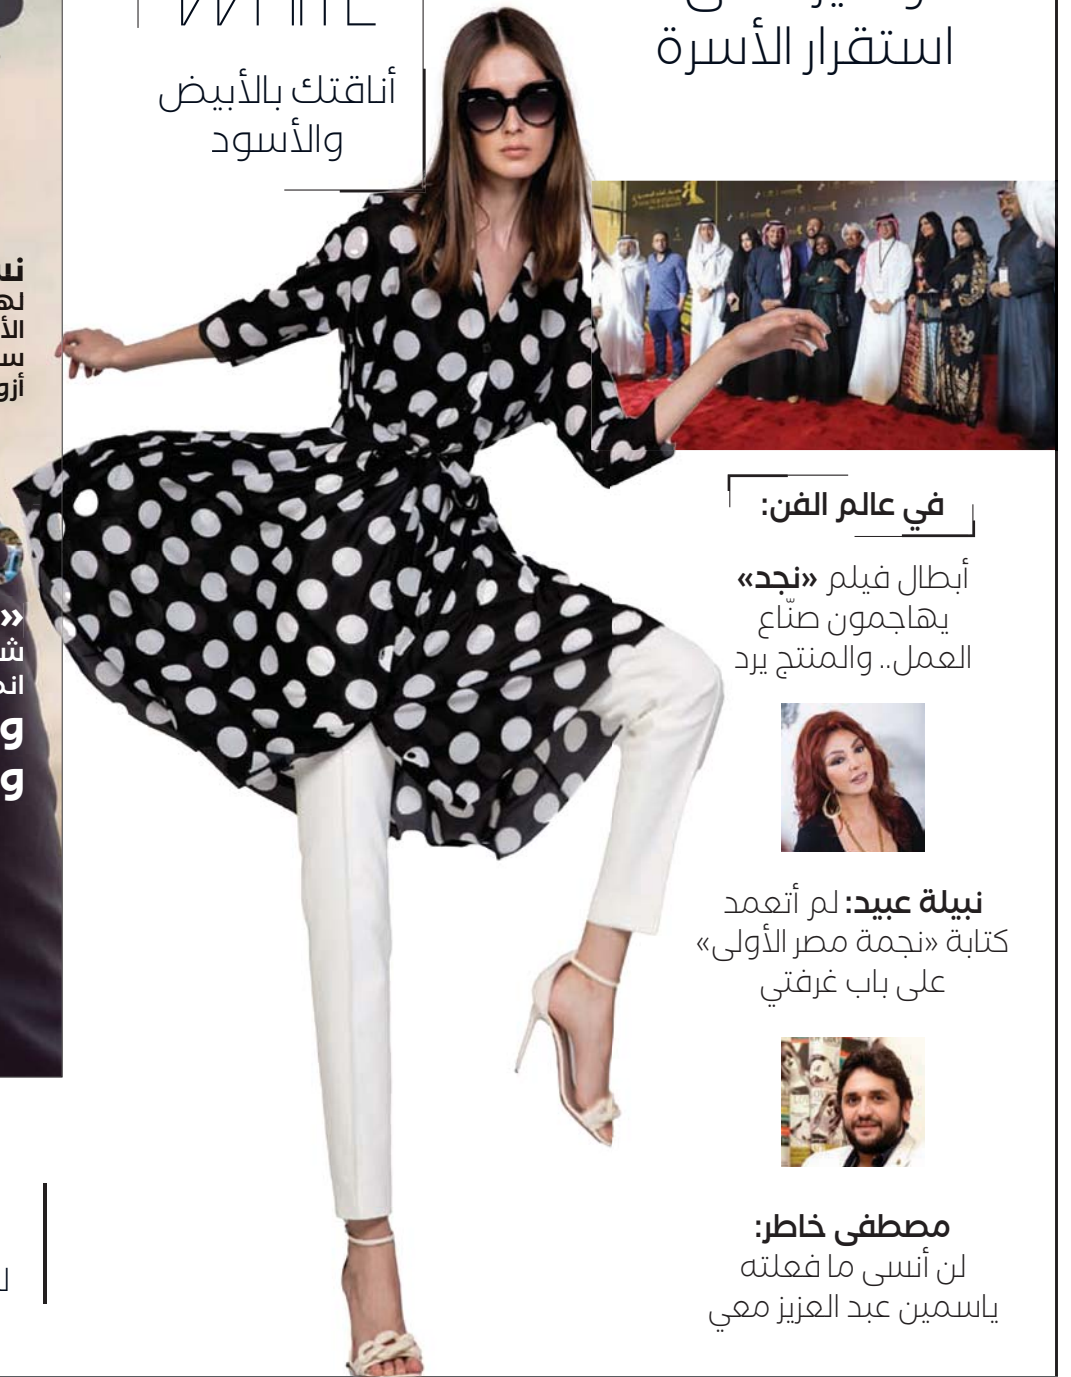 استقرار الأسرة
أناقتك بالأبيض
والأسود
في عالم الفن:
أبطال فيلم «نجد»
يهاجمون صنّاع
العمل.. والمنتج يرد
نبيلة عبيد: لم أتعمد
كتابة «نجمة مصر الأولى»
على باب غرفتي
مصطفى خاطر:
لن أنسى ما فعلته
ياسمين عبد العزيز معي